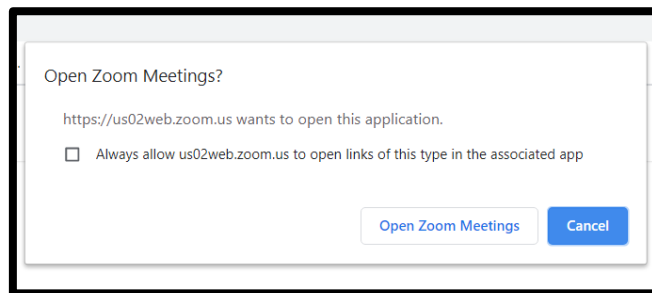 Open Zoom Meetings?
https://us02web.zoom.us wants to open this application.
Always allow us02web.zoom.us to open links of this type in the associated app
Open Zoom Meetings
Cancel